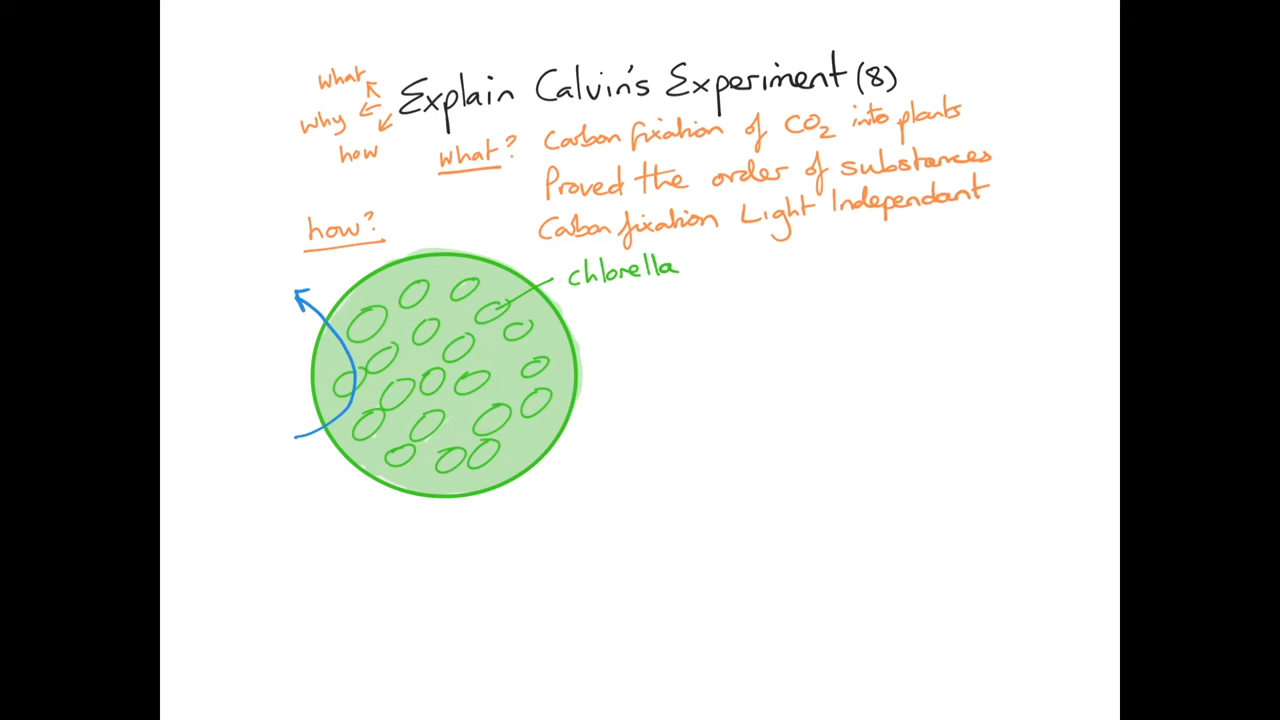 Explain Calvin's Experiment (8)
what
why
how
what? Carbon fixation of CO2 into plants
Proved the order of substances
Carbon fixation Light Independant
how?
chlorella